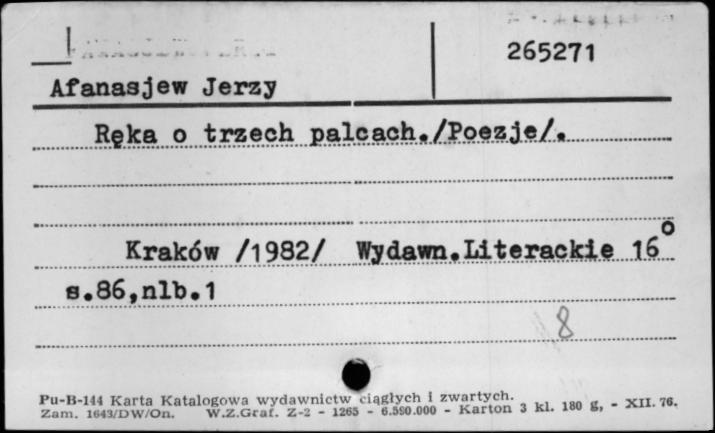 265271
Afanasjew Jerzy
Ręka o trzech palcach./Poezje/.
Kraków /1982/ Wydawn.Literackie 16°
s.86,nlb.1
8
Pu-B-144 Karta Katalogowa wydawnictw ciągłych i zwartych.
Zam. 1643/DW/On. W.Z.Graf. Z-2 - 1265 - 6.590.000 - Karton 3 kl. 180 g, - XII. 76.